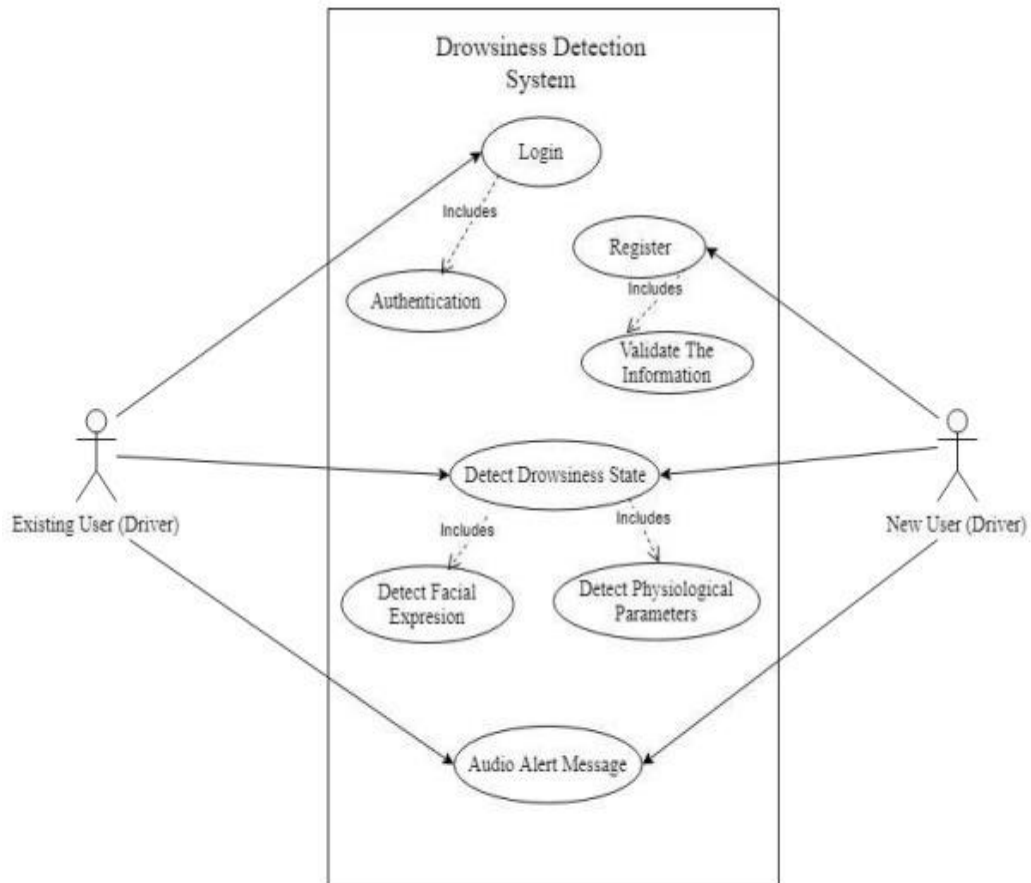 Drowsiness Detection
System
Login
Includes
Register
Includes
Authentication
Validate The
Information
Detect Drowsiness State
Existing User (Driver)
New User (Driver)
Includes
Includes
Detect Facial
Expresion
Detect Physiological
Parameters
Audio Alert Message